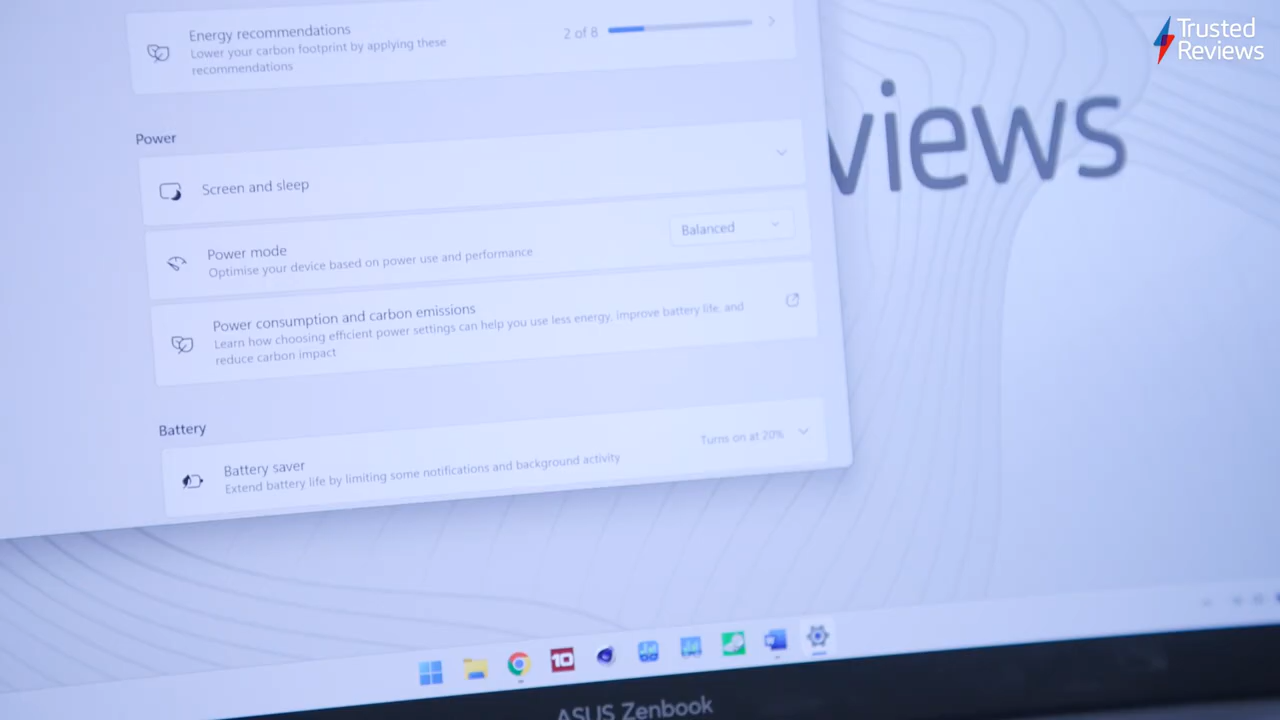 Trusted
Reviews
Energy recommendations
Lower your carbon footprint by applying these
recommendations
2 of 8
Power
views
Screen and sleep
Power mode
Optimise your device based on power use and performance
Balanced
Power consumption and carbon emissions
Learn how choosing efficient power settings can help you use less energy, improve battery life, and
reduce carbon impact
Battery
Battery saver
Extend battery life by limiting some notifications and background activity
Turns on at 20%
10
ASUS Zenbook